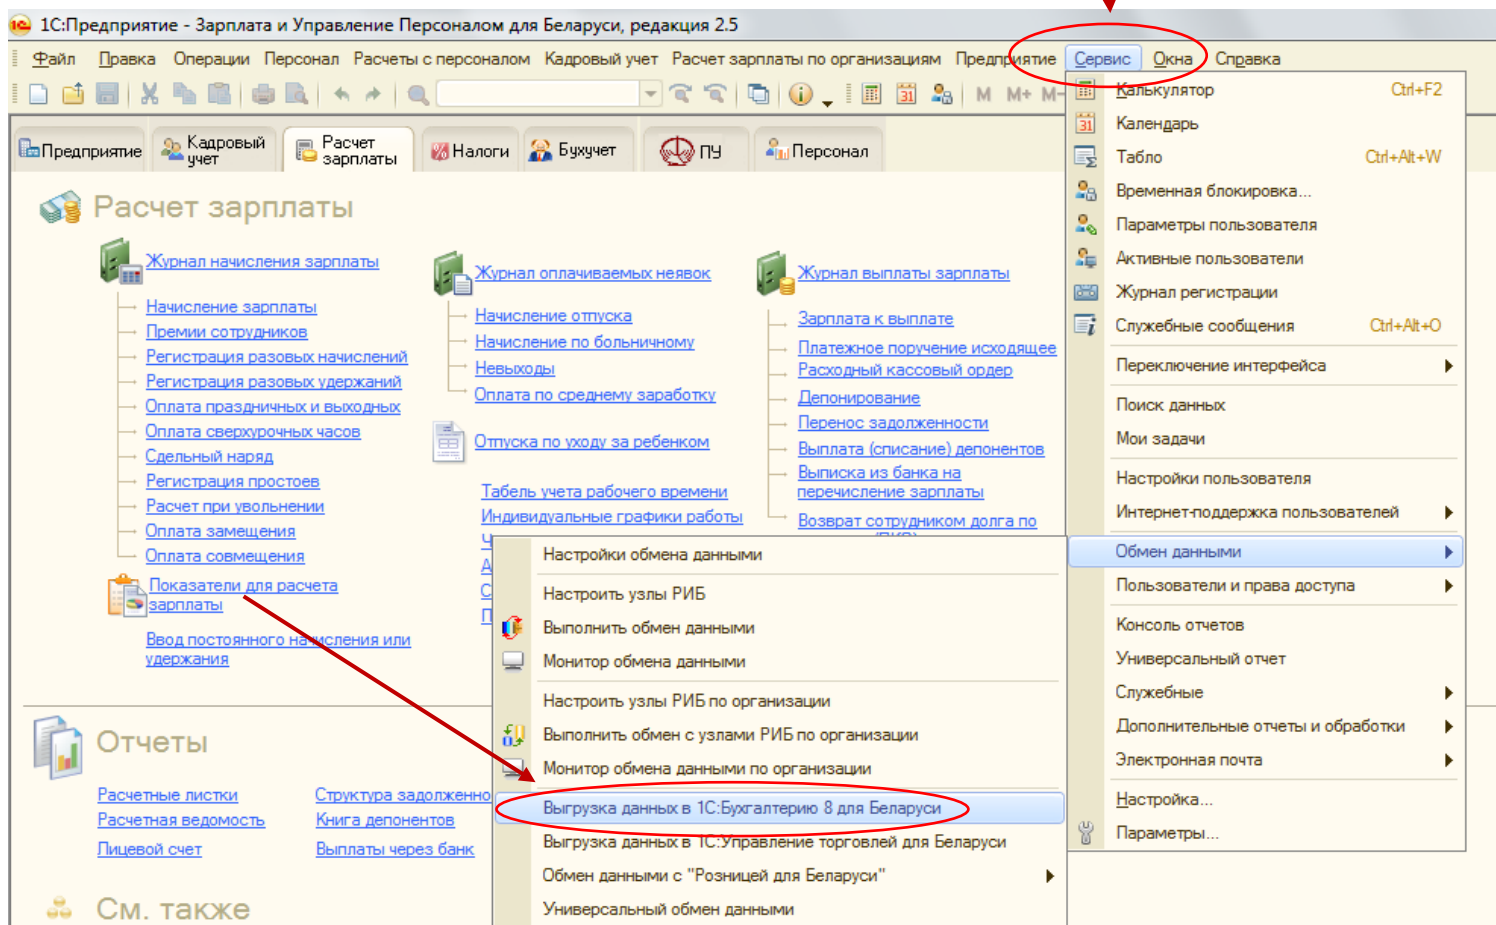 1С:Предприятие - Зарплата и Управление Персоналом для Беларуси, редакция 2.5
Файл Правка Операции Персонал Расчеты с персоналом Кадровый учет Расчет зарплаты по организациям Предприятие Сервис Окна Справка
M M+ M-
Предприятие
Кадровый
учет
Расчет
зарплаты
Налоги
Бухучет
ПУ
Персонал
Расчет зарплаты
Журнал начисления зарплаты
Начисление зарплаты
Премии сотрудников
Регистрация разовых начислений
Регистрация разовых удержаний
Оплата праздничных и выходных
Оплата сверхурочных часов
Сдельный наряд
Регистрация простоев
Расчет при увольнении
Оплата замещения
Оплата совмещения
Показатели для расчета
зарплаты
Ввод постоянного начисления или
удержания
Журнал оплачиваемых неявок
Начисление отпуска
Начисление по больничному
Невыходы
Оплата по среднему заработку
Отпуска по уходу за ребенком
Табель учета рабочего времени
Индивидуальные графики работы
Журнал выплаты зарплаты
Зарплата к выплате
Платежное поручение исходящее
Расходный кассовый ордер
Депонирование
Перенос задолженности
Выплата (списание) депонентов
Выписка из банка на
перечисление зарплаты
Возврат сотрудником долга по
Отчеты
Расчетные листки
Расчетная ведомость
Лицевой счет
Структура задолженно
Книга депонентов
Выплаты через банк
См. также
Калькулятор Ctrl+F2
Календарь
Табло Ctrl+Alt+W
Временная блокировка...
Параметры пользователя
Активные пользователи
Журнал регистрации
Служебные сообщения Ctrl+Alt+O
Переключение интерфейса
Поиск данных
Мои задачи
Настройки пользователя
Интернет-поддержка пользователей
Обмен данными
Пользователи и права доступа
Консоль отчетов
Универсальный отчет
Служебные
Дополнительные отчеты и обработки
Электронная почта
Настройка...
Параметры...
Настройки обмена данными
Настроить узлы РИБ
Выполнить обмен данными
Монитор обмена данными
Настроить узлы РИБ по организации
Выполнить обмен с узлами РИБ по организации
Монитор обмена данными по организации
Выгрузка данных в 1С:Бухгалтерию 8 для Беларуси
Выгрузка данных в 1С:Управление торговлей для Беларуси
Обмен данными с "Розницей для Беларуси"
Универсальный обмен данными